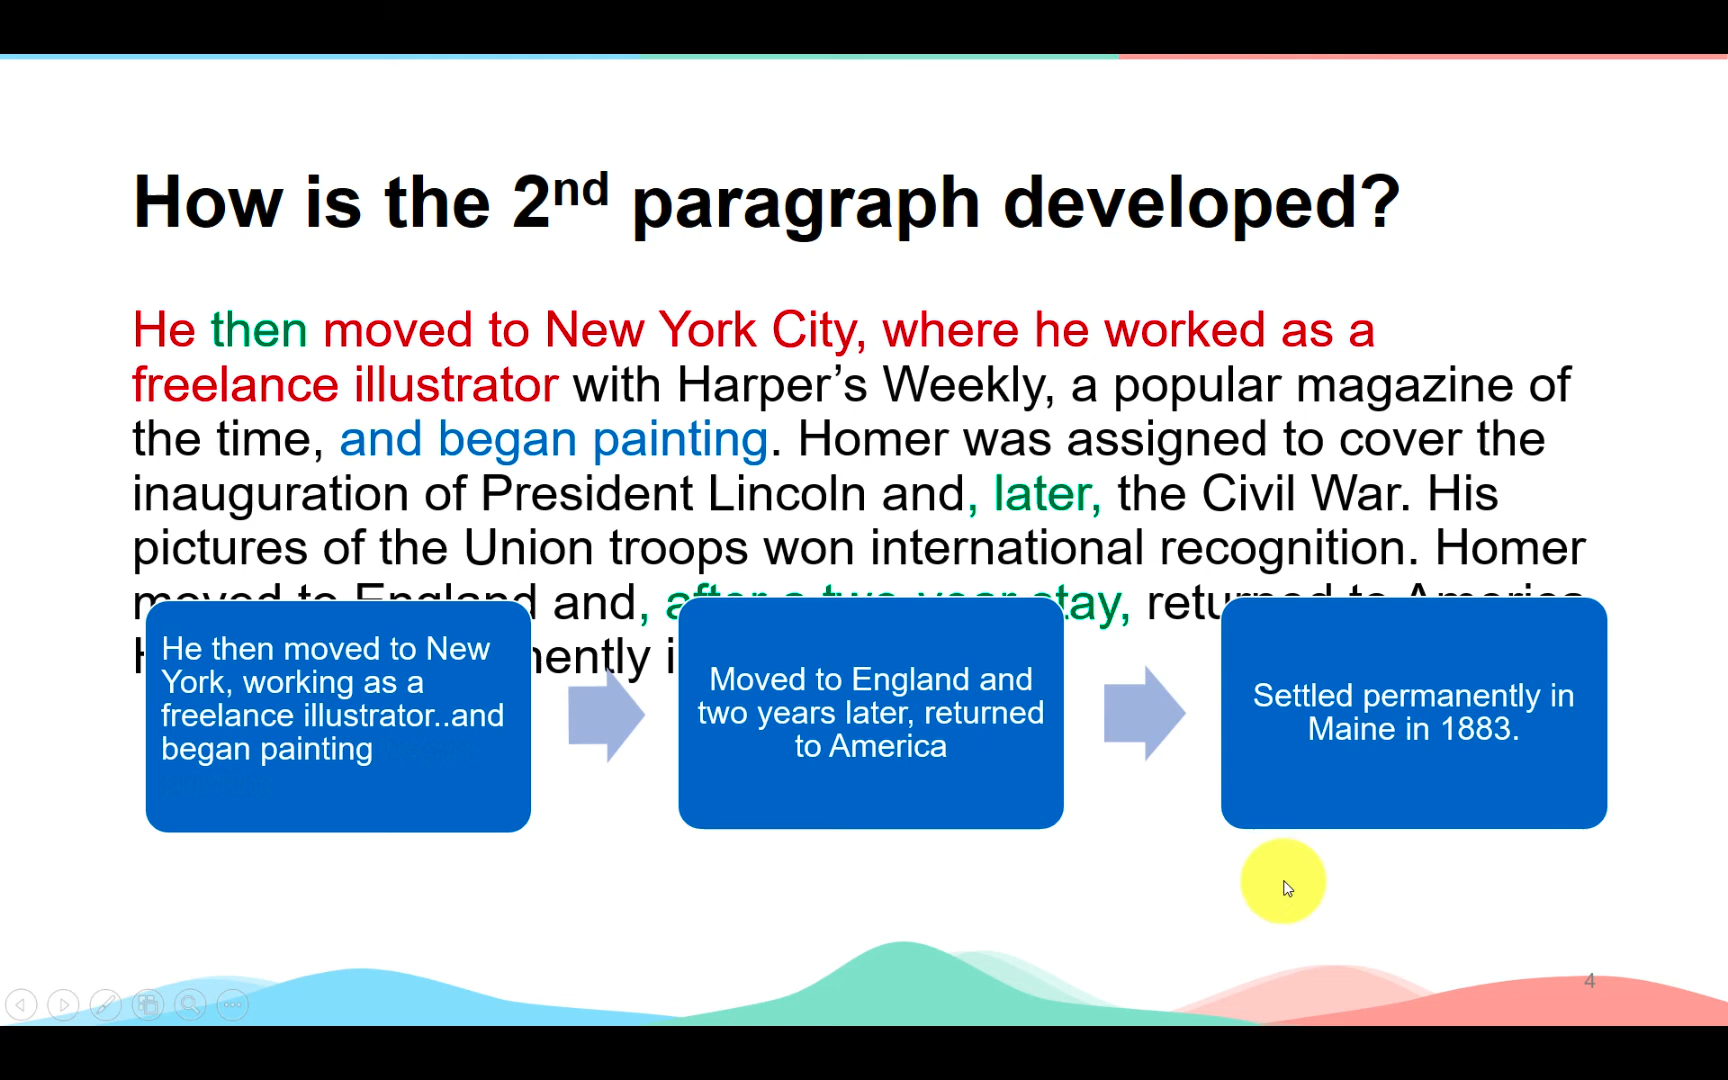 How is the 2nd paragraph developed?
He then moved to New York City, where he worked as a
freelance illustrator with Harper’s Weekly, a popular magazine of
the time, and began painting. Homer was assigned to cover the
inauguration of President Lincoln and, later, the Civil War. His
pictures of the Union troops won international recognition. Homer
moved to England and, after a two-year stay, returned to America
He then moved to New
York, working as a
freelance illustrator..and
began painting
Moved to England and
two years later, returned
to America
Settled permanently in
Maine in 1883.
4